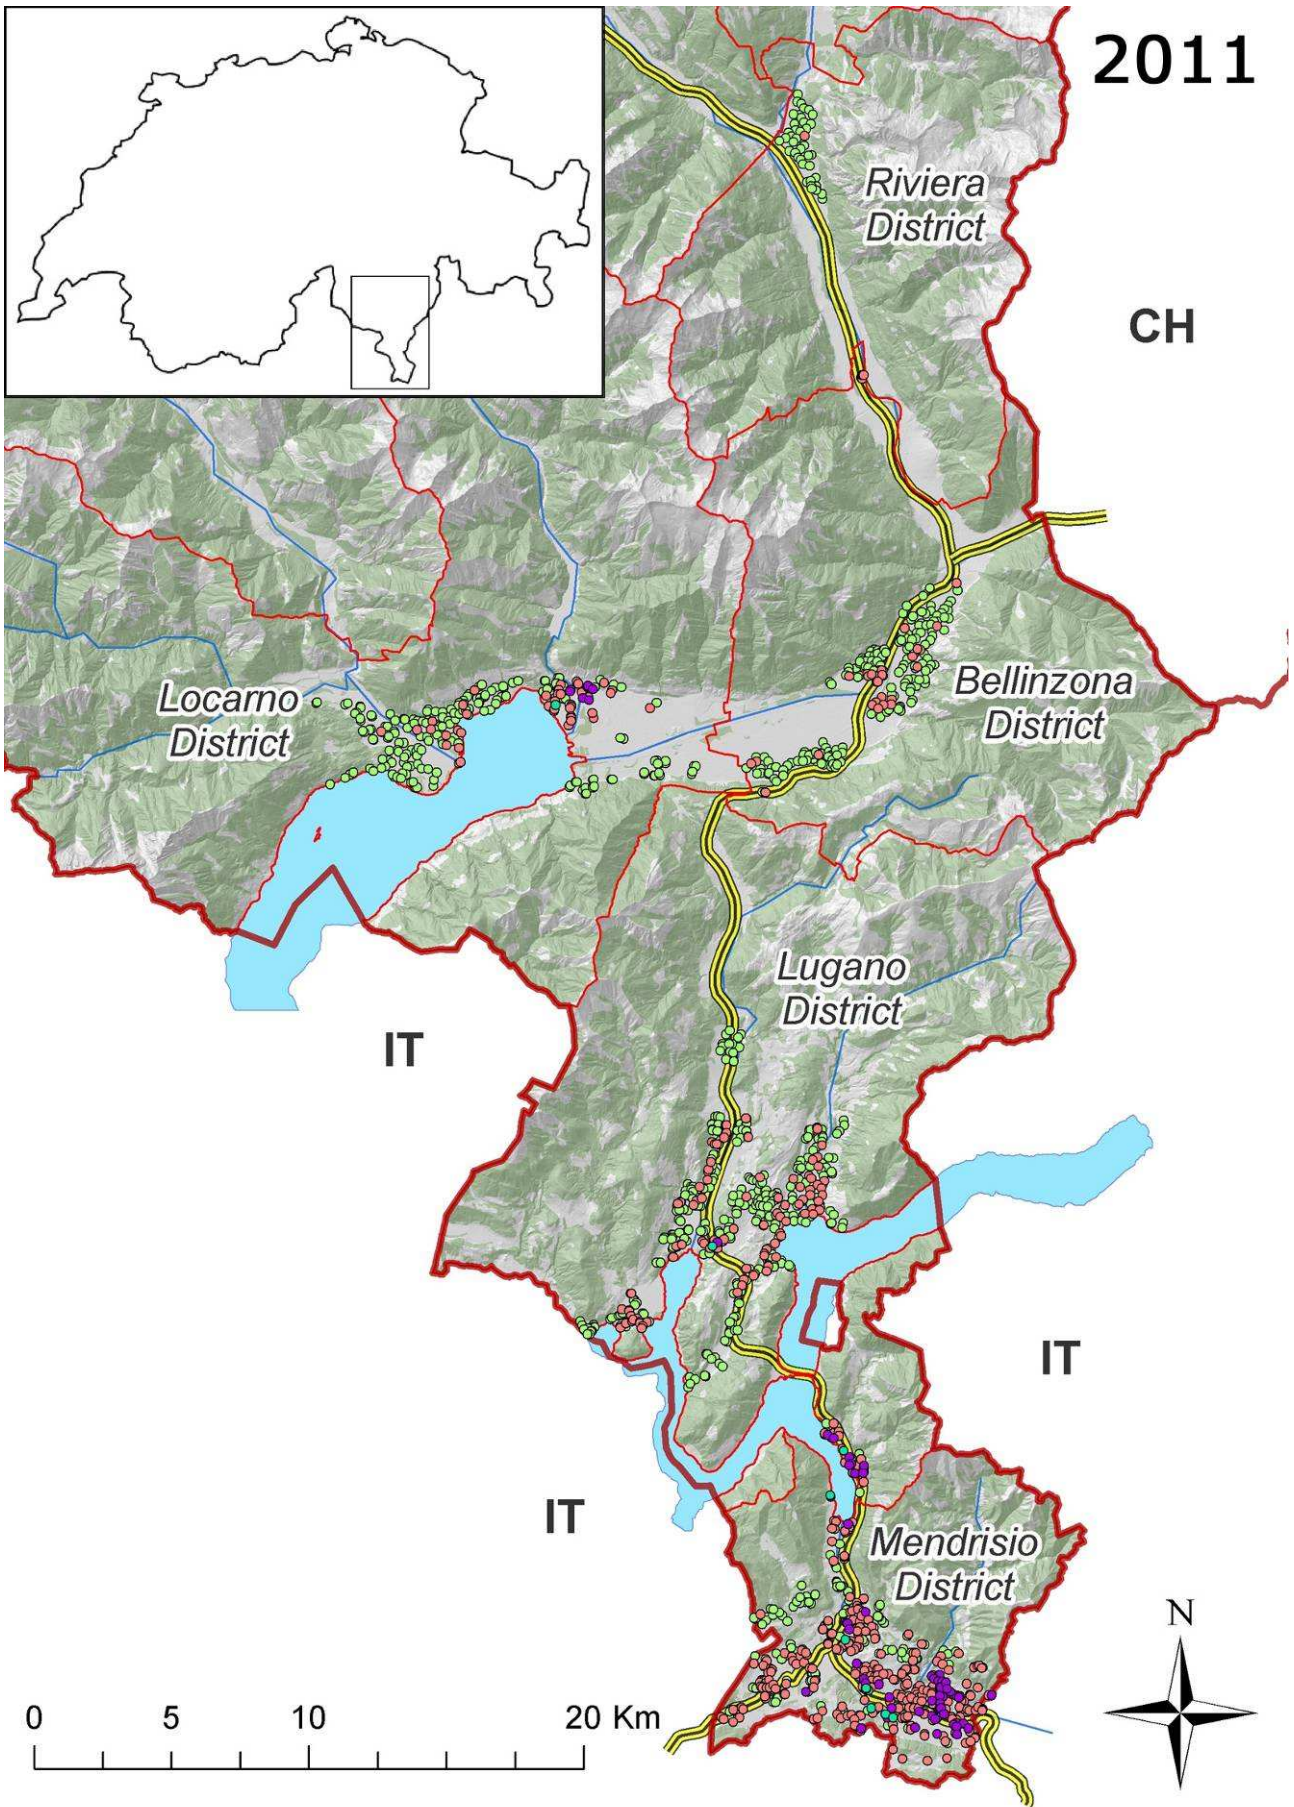 2011
Riviera
District
CH
Locarno
District
Bellinzona
District
Lugano
District
IT
IT
IT
Mendrisio
District
N
0 5 10 20 Km